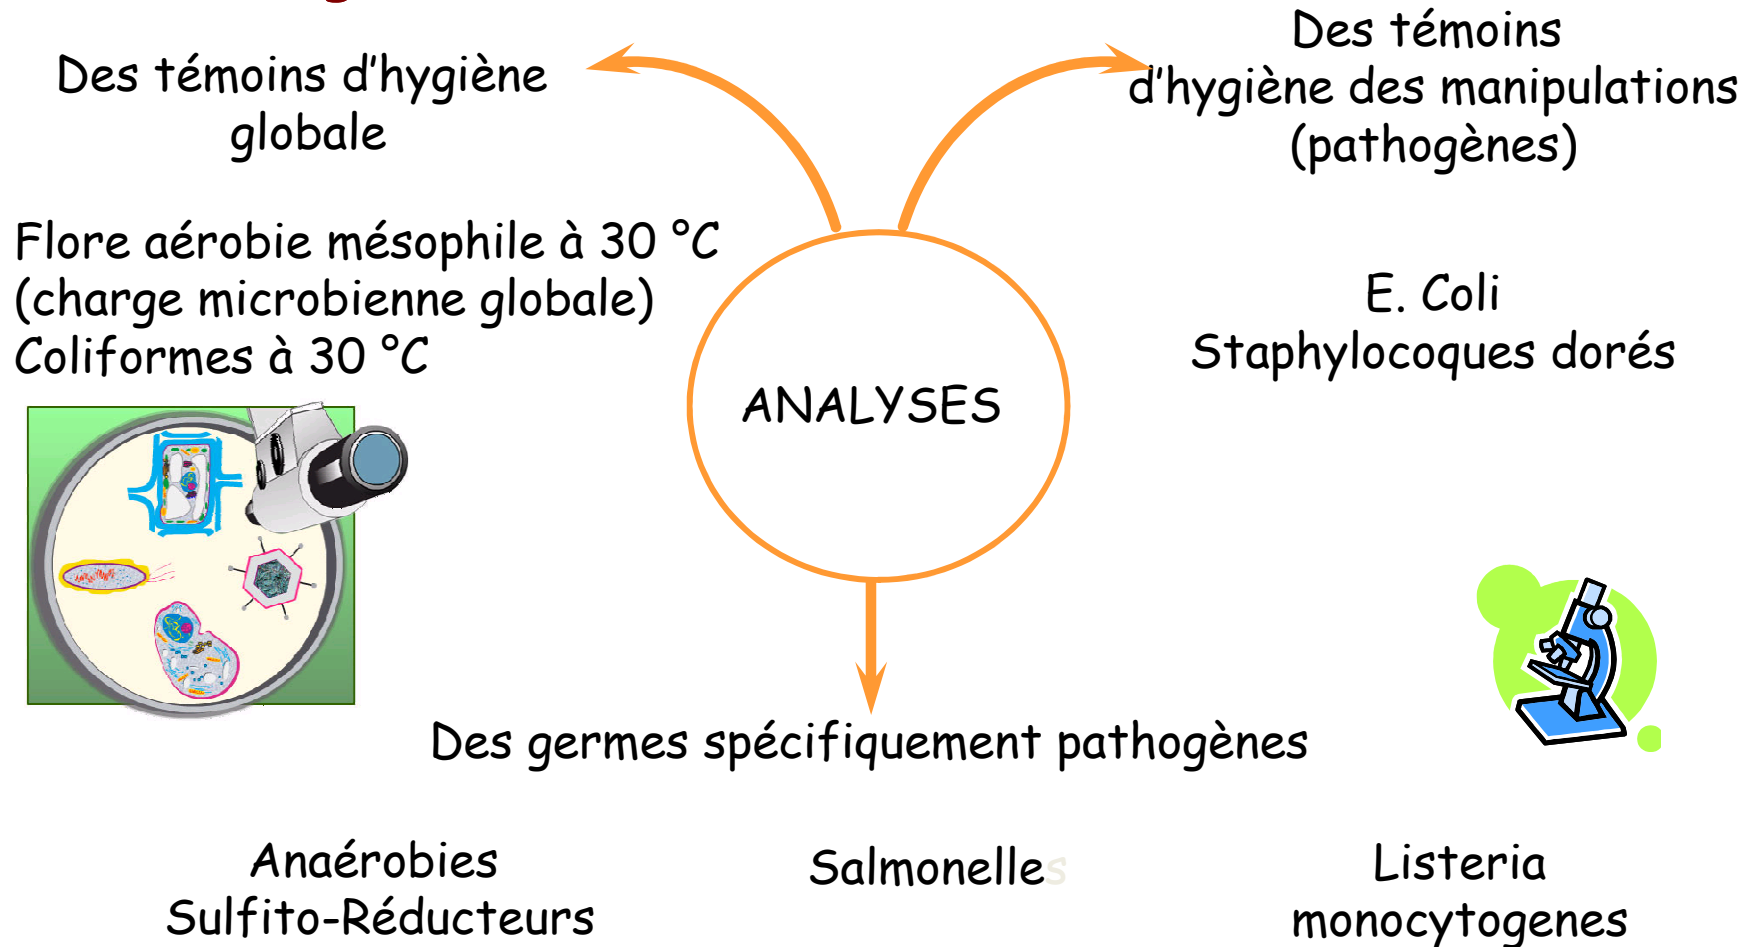 Des témoins d'hygiène
globale
Des témoins
d'hygiène des manipulations
(pathogènes)
Flore aérobie mésophile à 30 °C
(charge microbienne globale)
Coliformes à 30 °C
E. Coli
Staphylocoques dorés
ANALYSES
Des germes spécifiquement pathogènes
Anaérobies
Sulfito-Réducteurs
Salmonelles
Listeria
monocytogenes